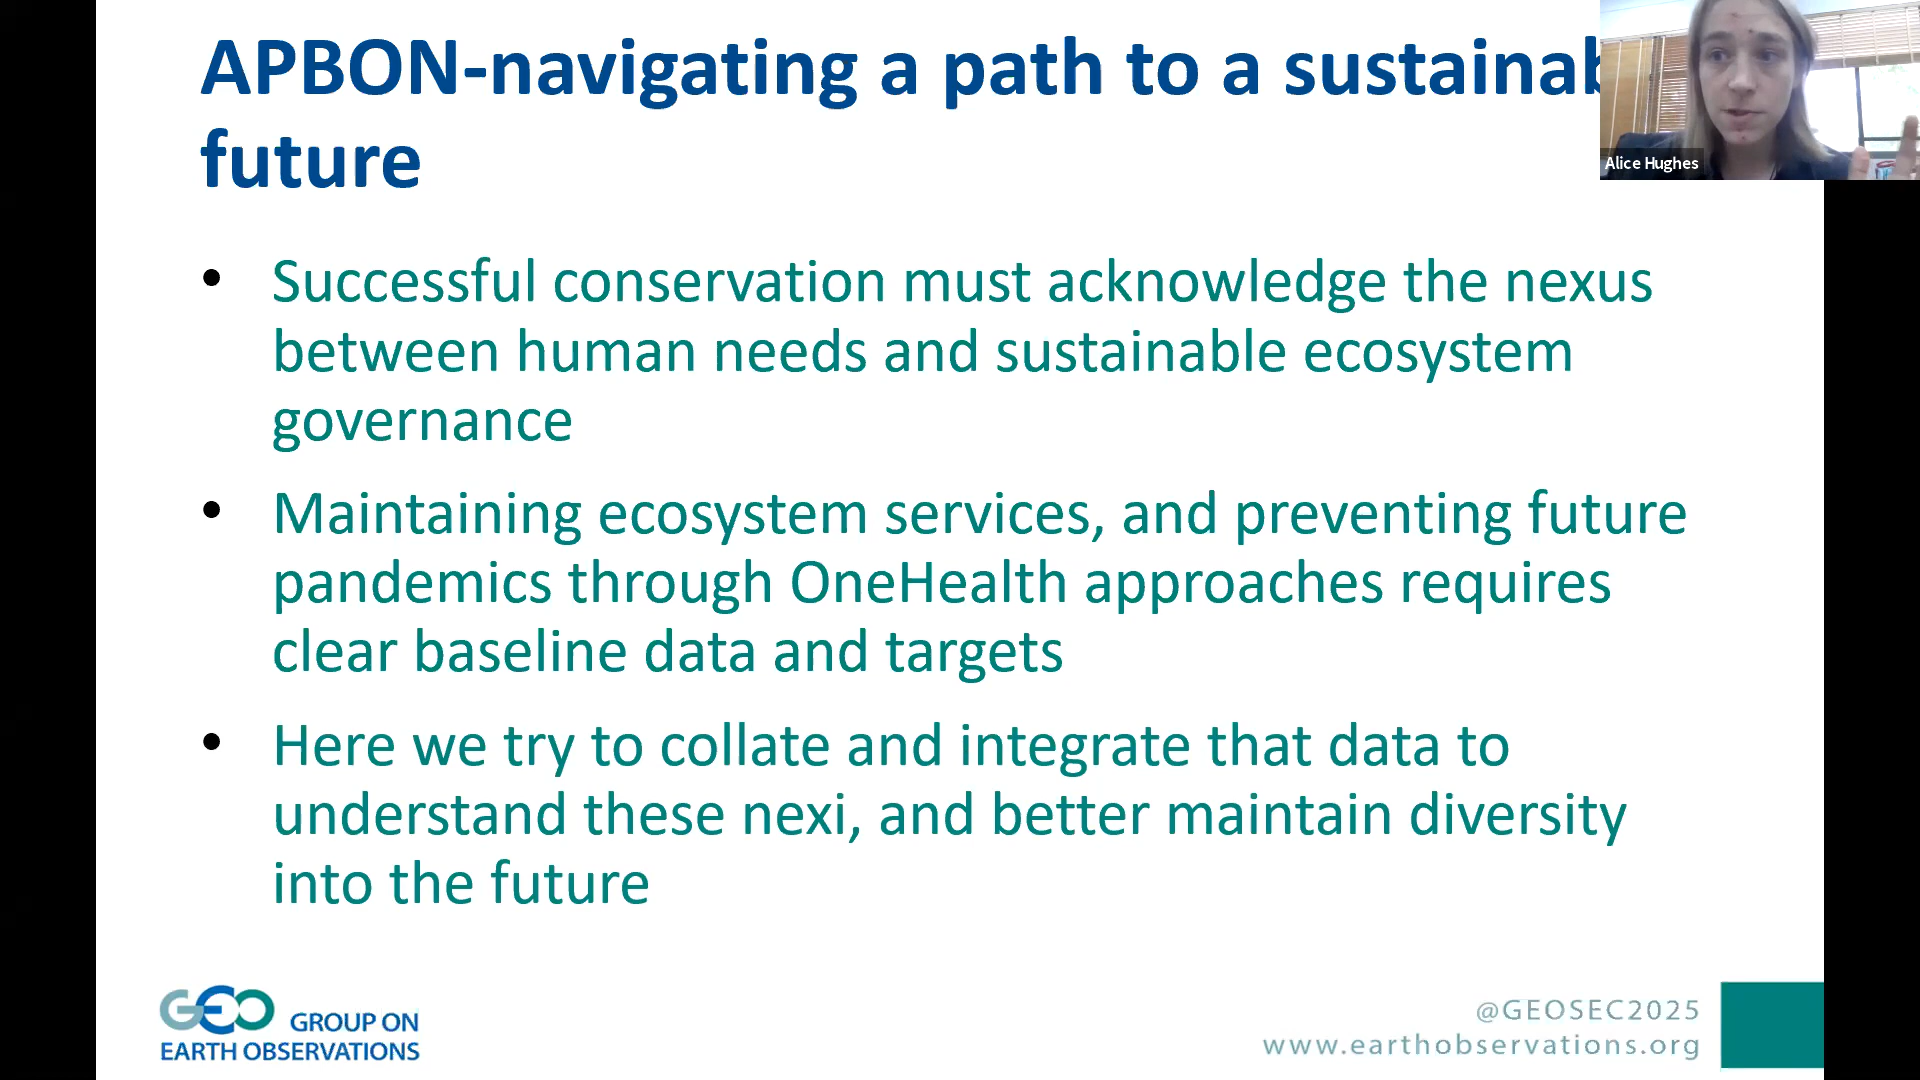 APBON-navigating a path to a sustainab
future
Alice Hughes
• Successful conservation must acknowledge the nexus
between human needs and sustainable ecosystem
governance
• Maintaining ecosystem services, and preventing future
pandemics through OneHealth approaches requires
clear baseline data and targets
• Here we try to collate and integrate that data to
understand these nexi, and better maintain diversity
into the future
GEO GROUP ON
EARTH OBSERVATIONS
@GEOSEC2025
www.earthobservations.org